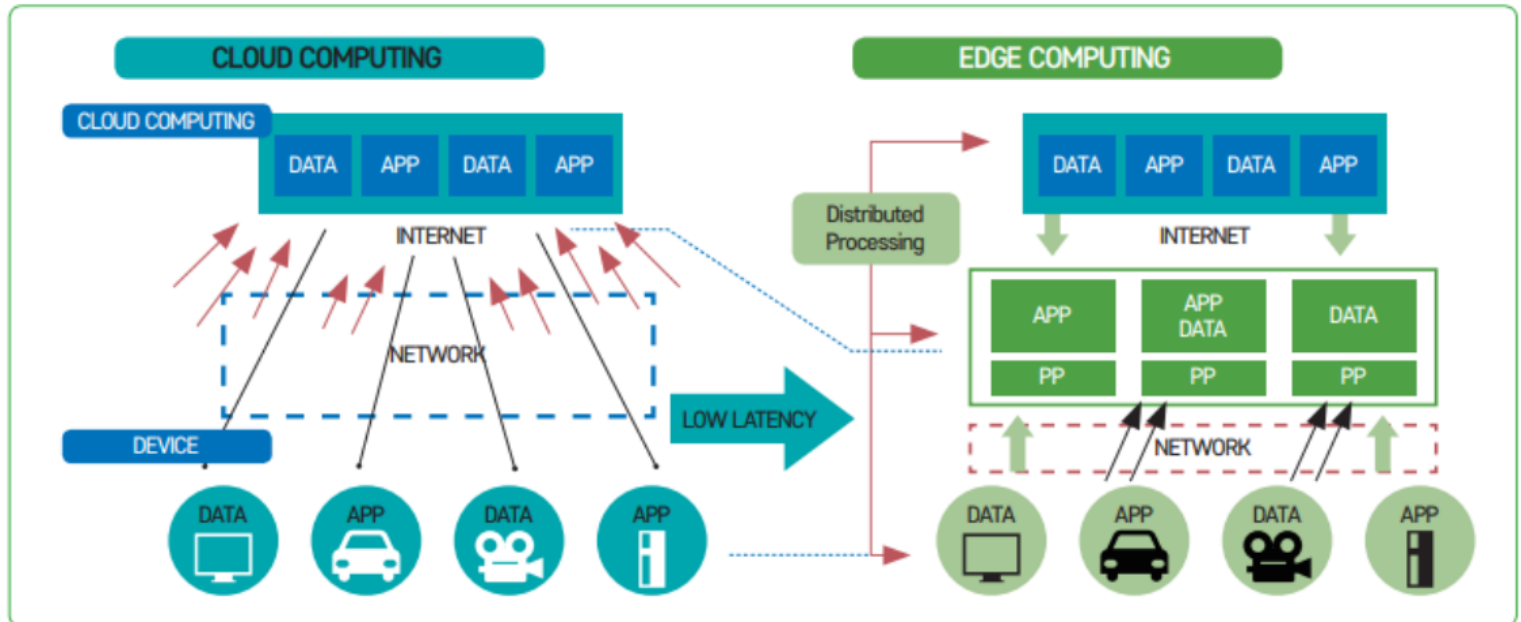 CLOUD COMPUTING
EDGE COMPUTING
CLOUD COMPUTING
DATA
APP
DATA
APP
INTERNET
NETWORK
DEVICE
DATA
APP
DATA
APP
LOW LATENCY
Distributed
Processing
DATA
APP
DATA
APP
INTERNET
APP
APP
DATA
DATA
PP
PP
PP
NETWORK
DATA
APP
DATA
APP